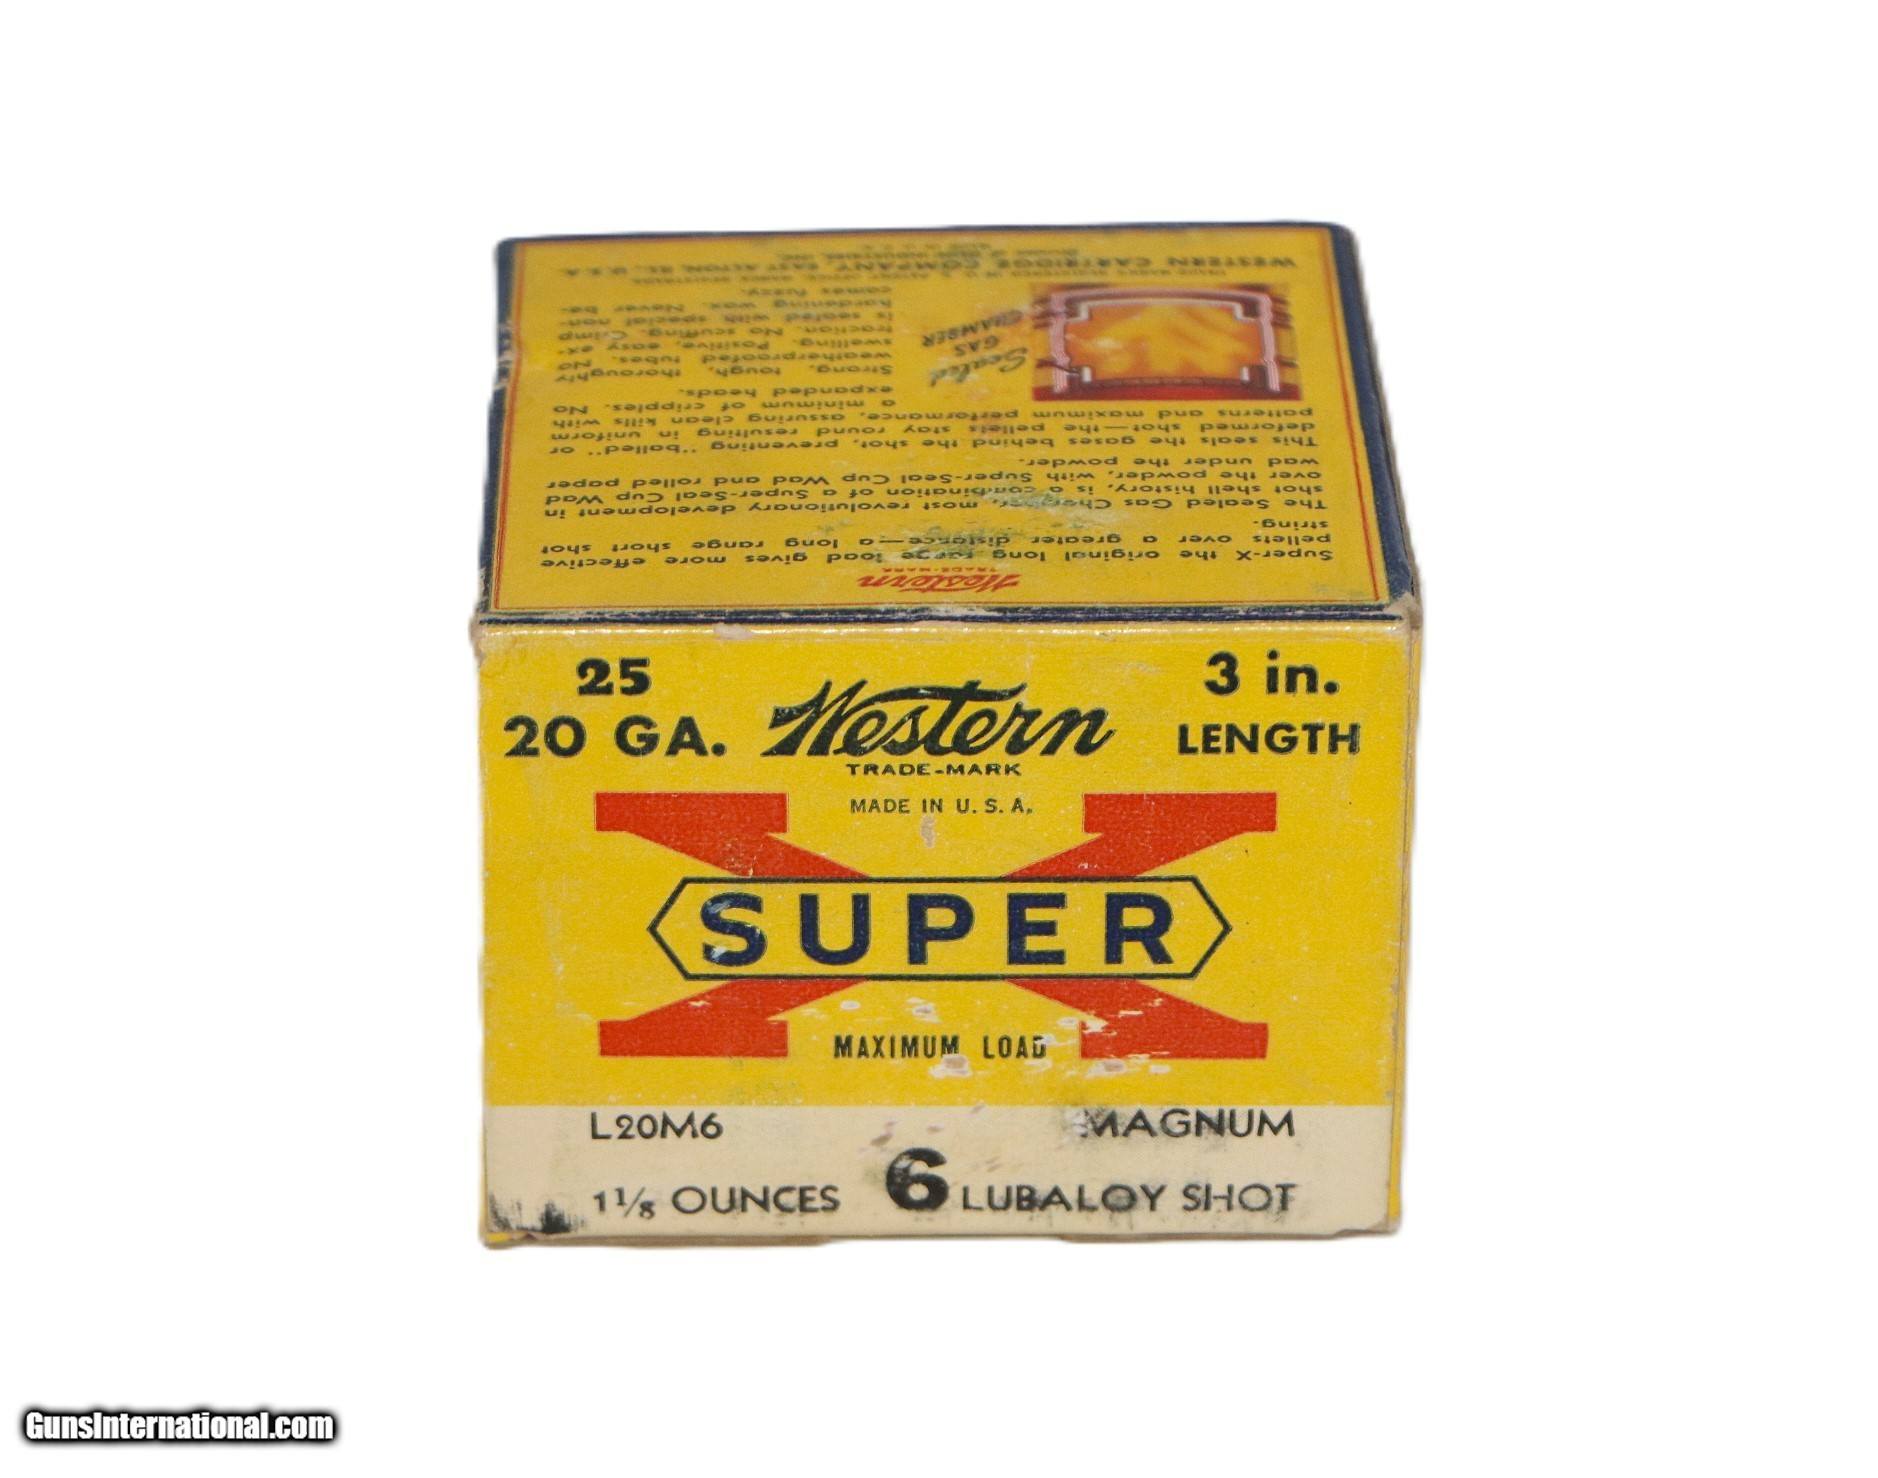 25
20 GA.
Western
TRADE-MARK
MADE IN U.S.A.
3 in.
LENGTH
X
SUPER
MAXIMUM LOAD
L20M6
MAGNUM
1 1/8 OUNCES
6
LUBALOY SHOT
Western
TRADE-MARK
Super-X the original long range load gives more effective
pellets over a greater distance—a long range short shot
string.
The Sealed Gas Chamber, most revolutionary development in
shot shell history, is a combination of a Super-Seal Cup Wad
over the powder, with Super-Seal Cup Wad and rolled paper
wad under the powder.
This seals the gases behind the shot, preventing "balled" or
deformed shot—the pellets stay round resulting in uniform
patterns and maximum performance, assuring clean kills with
a minimum of cripples. No
expanded heads.
Strong, tough, thoroughly
weatherproofed tubes. No
swelling. Positive, easy ex-
traction. No scuffing. Crimp
is sealed with special non-
hardening wax. Never be-
comes fuzzy.
Sealed
GAS
CHAMBER
WESTERN CARTRIDGE COMPANY, EAST ALTON, ILL., U.S.A.
GunsInternational.com